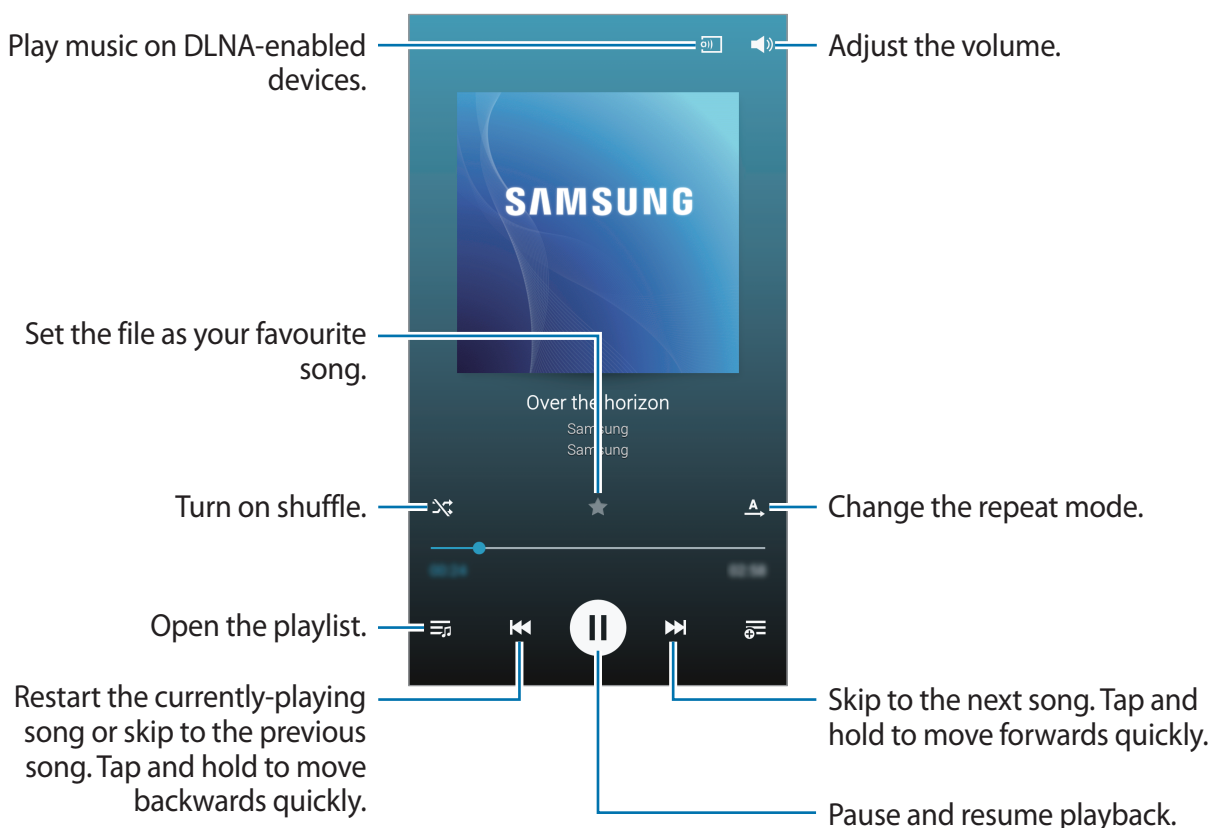 Play music on DLNA-enabled
devices.
Adjust the volume.
SAMSUNG
Set the file as your favourite
song.
Over the horizon
Samsung
Samsung
Turn on shuffle.
A
Change the repeat mode.
Open the playlist.
Restart the currently-playing
song or skip to the previous
song. Tap and hold to move
backwards quickly.
Skip to the next song. Tap and
hold to move forwards quickly.
Pause and resume playback.